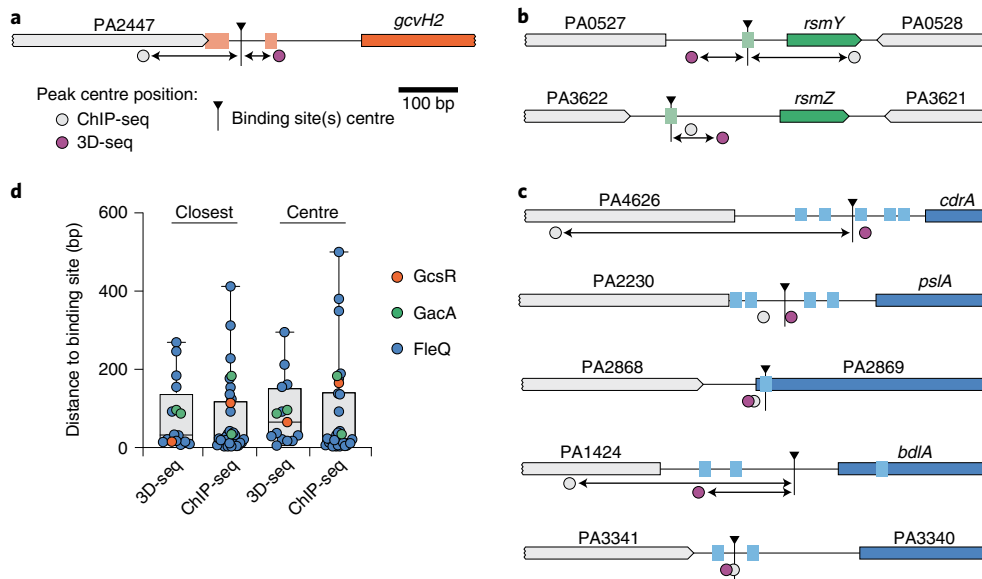 a
PA2447
gcvH2
Peak centre position:
ChIP-seq
3D-seq
Binding site(s) centre
100 bp
b
PA0527
rsmY
PA0528
PA3622
rsmZ
PA3621
d
Distance to binding site (bp)
600
400
200
0
Closest
Centre
3D-seq
ChIP-seq
3D-seq
ChIP-seq
GcsR
GacA
FleQ
c
PA4626
cdrA
PA2230
pslA
PA2868
PA2869
PA1424
bdlA
PA3341
PA3340